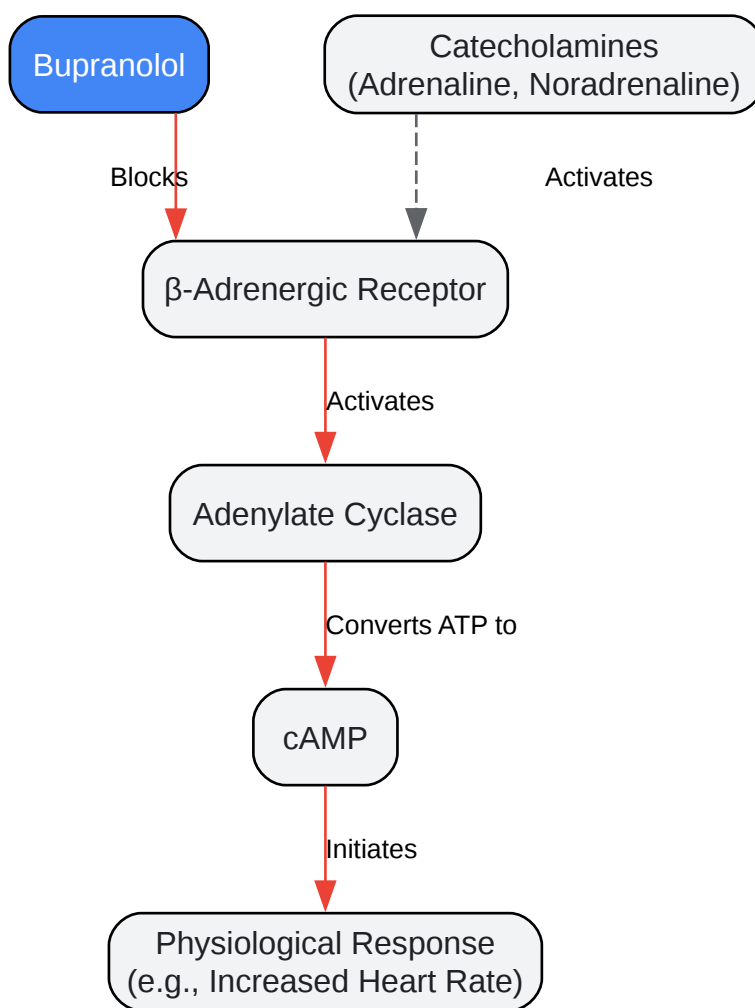 Bupranolol
Catecholamines
(Adrenaline, Noradrenaline)
Blocks
Activates
β-Adrenergic Receptor
Activates
Adenylate Cyclase
Converts ATP to
cAMP
Initiates
Physiological Response
(e.g., Increased Heart Rate)